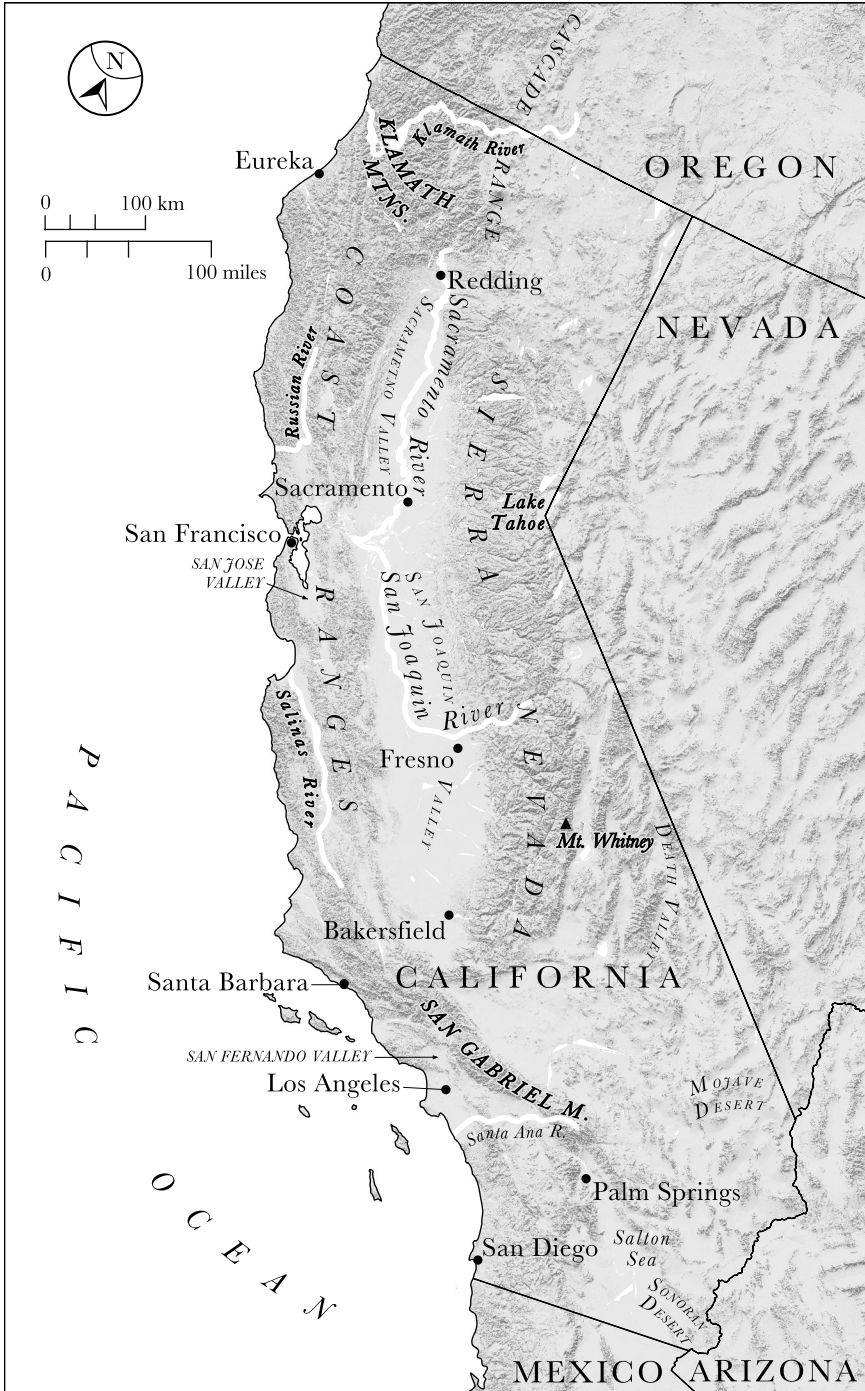 N
CASCADE
RANGE
KLAMATH
MTNS.
Klamath River
Eureka
OREGON
0 100 km
0 100 miles
Redding
COAST
RANGES
NEVADA
Russian River
SACRAMETNO VALLEY
Sacramento River
SIERRA
NEVADA
Sacramento
Lake
Tahoe
San Francisco
SAN JOSE
VALLEY
SAN JOAQUIN
VALLEY
San Joaquin
River
Salinas River
Fresno
Mt. Whitney
DEATH VALLEY
PACIFIC
OCEAN
Bakersfield
CALIFORNIA
Santa Barbara
SAN GABRIEL M.
SAN FERNANDO VALLEY
Los Angeles
MOJAVE
DESERT
Santa Ana R.
Palm Springs
San Diego
Salton
Sea
SONORAN
DESERT
MEXICO
ARIZONA